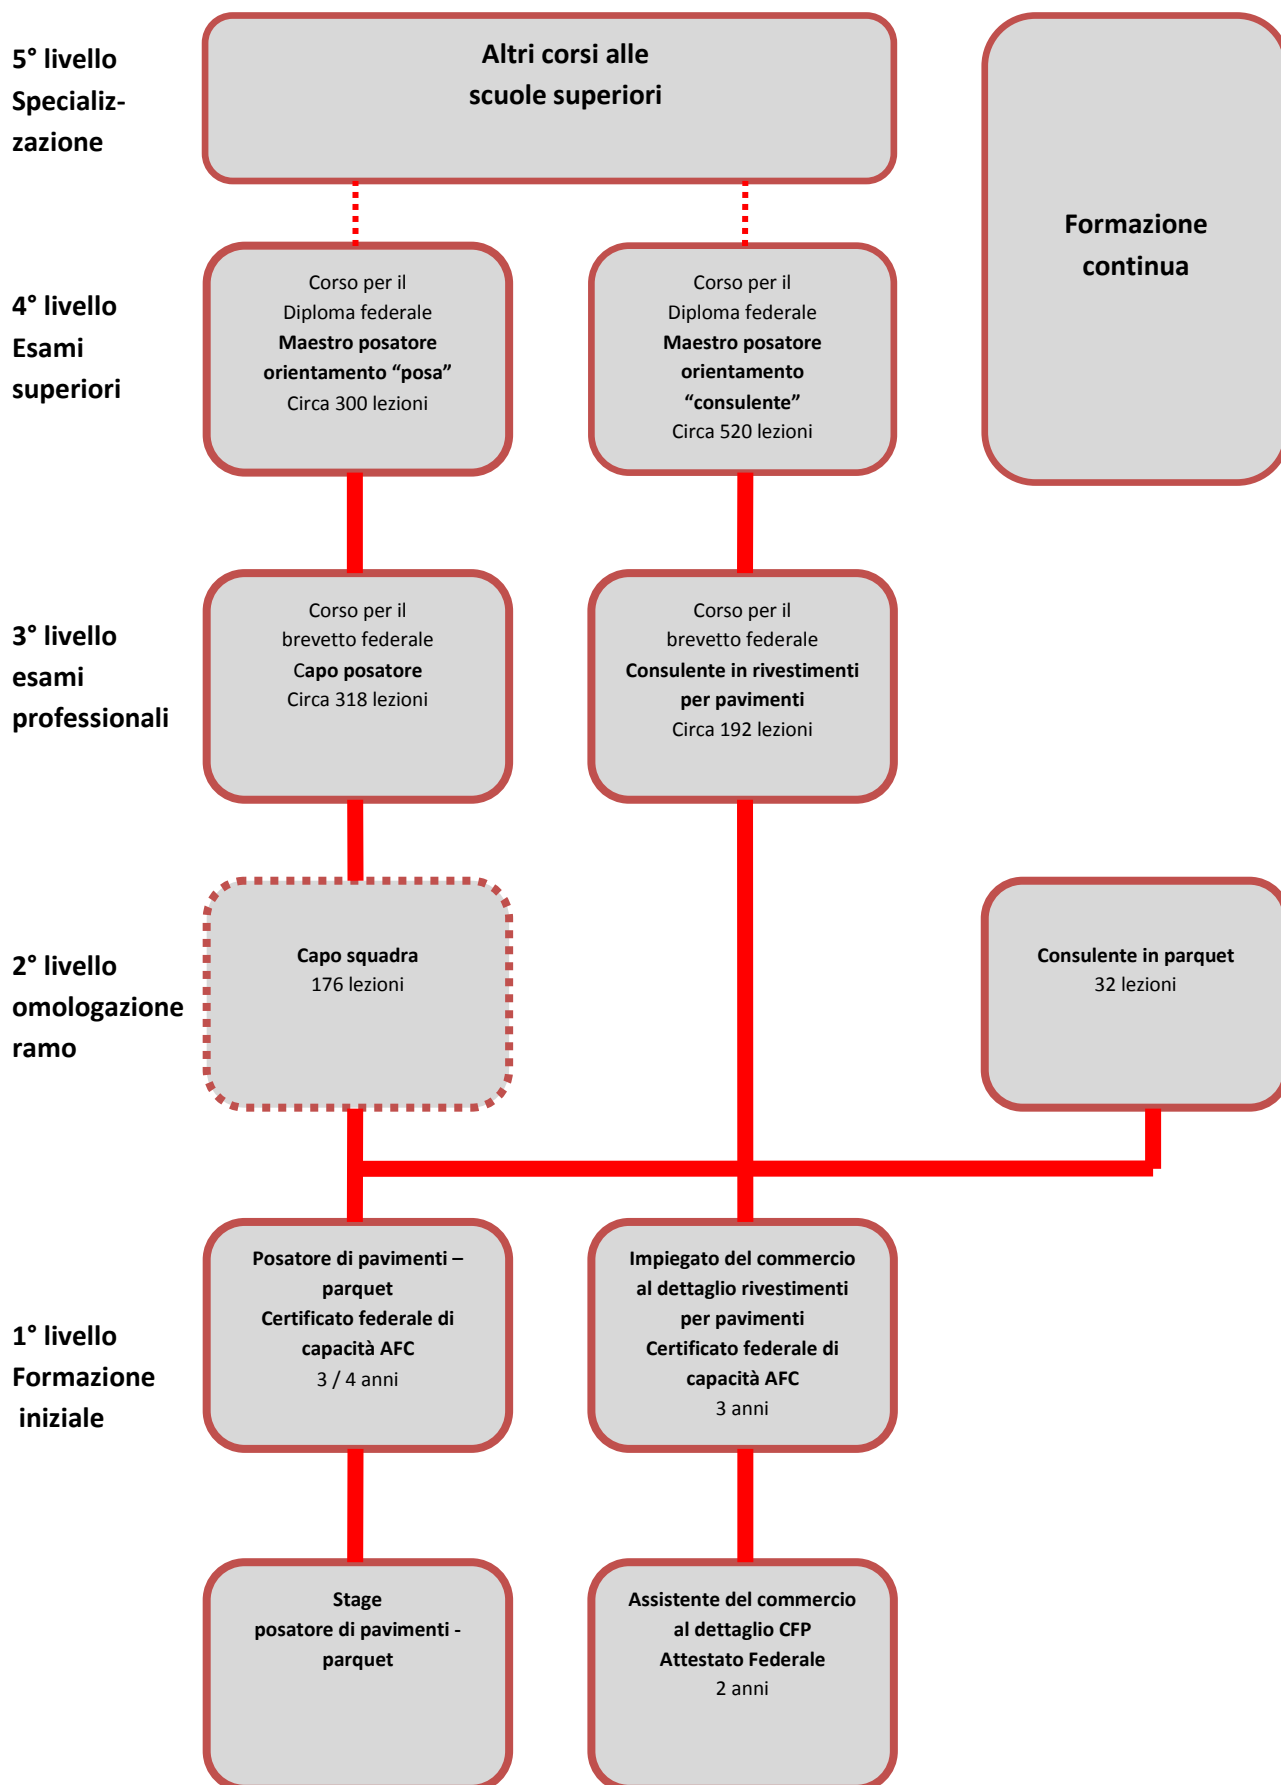 5° livello
Specializ-
zazione
Altri corsi alle
scuole superiori
Formazione
continua
4° livello
Esami
superiori
Corso per il
Diploma federale
Maestro posatore
orientamento “posa”
Circa 300 lezioni
Corso per il
Diploma federale
Maestro posatore
orientamento
“consulente”
Circa 520 lezioni
3° livello
esami
professionali
Corso per il
brevetto federale
Capo posatore
Circa 318 lezioni
Corso per il
brevetto federale
Consulente in rivestimenti
per pavimenti
Circa 192 lezioni
2° livello
omologazione
ramo
Capo squadra
176 lezioni
Consulente in parquet
32 lezioni
1° livello
Formazione
iniziale
Posatore di pavimenti –
parquet
Certificato federale di
capacità AFC
3 / 4 anni
Impiegato del commercio
al dettaglio rivestimenti
per pavimenti
Certificato federale di
capacità AFC
3 anni
Stage
posatore di pavimenti -
parquet
Assistente del commercio
al dettaglio CFP
Attestato Federale
2 anni